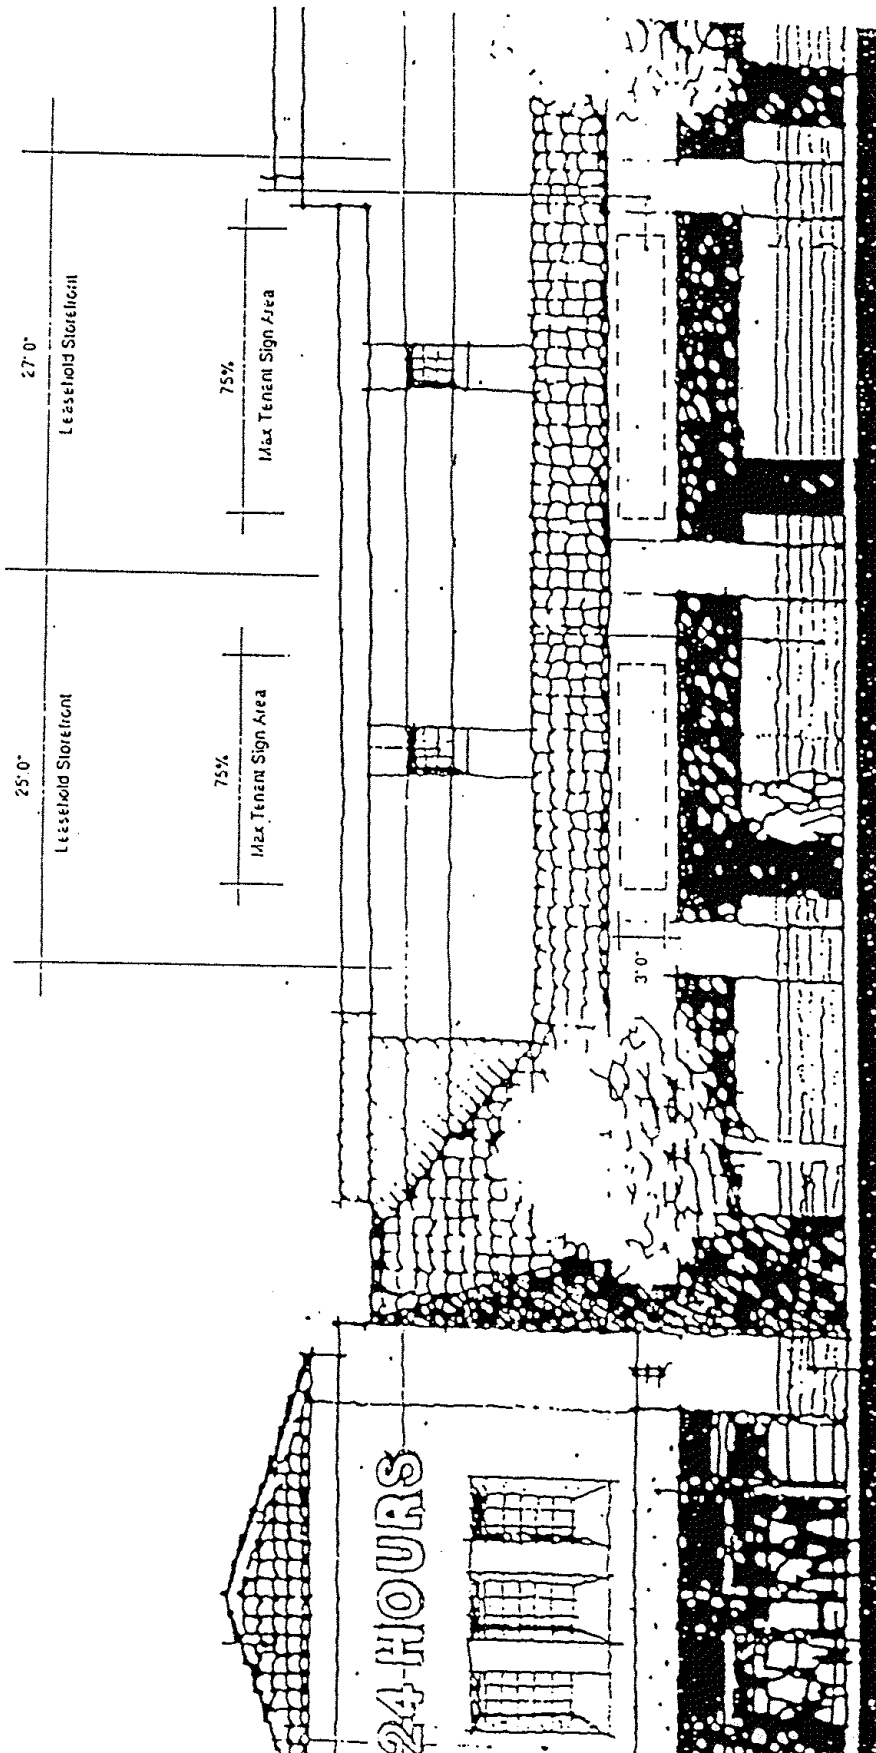 25'.0"
Leasehold Storefront
27'0"
Leasehold Storefront
75%
Max Tenant Sign Area
75%
Max Tenant Sign Area
3'0"
24 HOURS